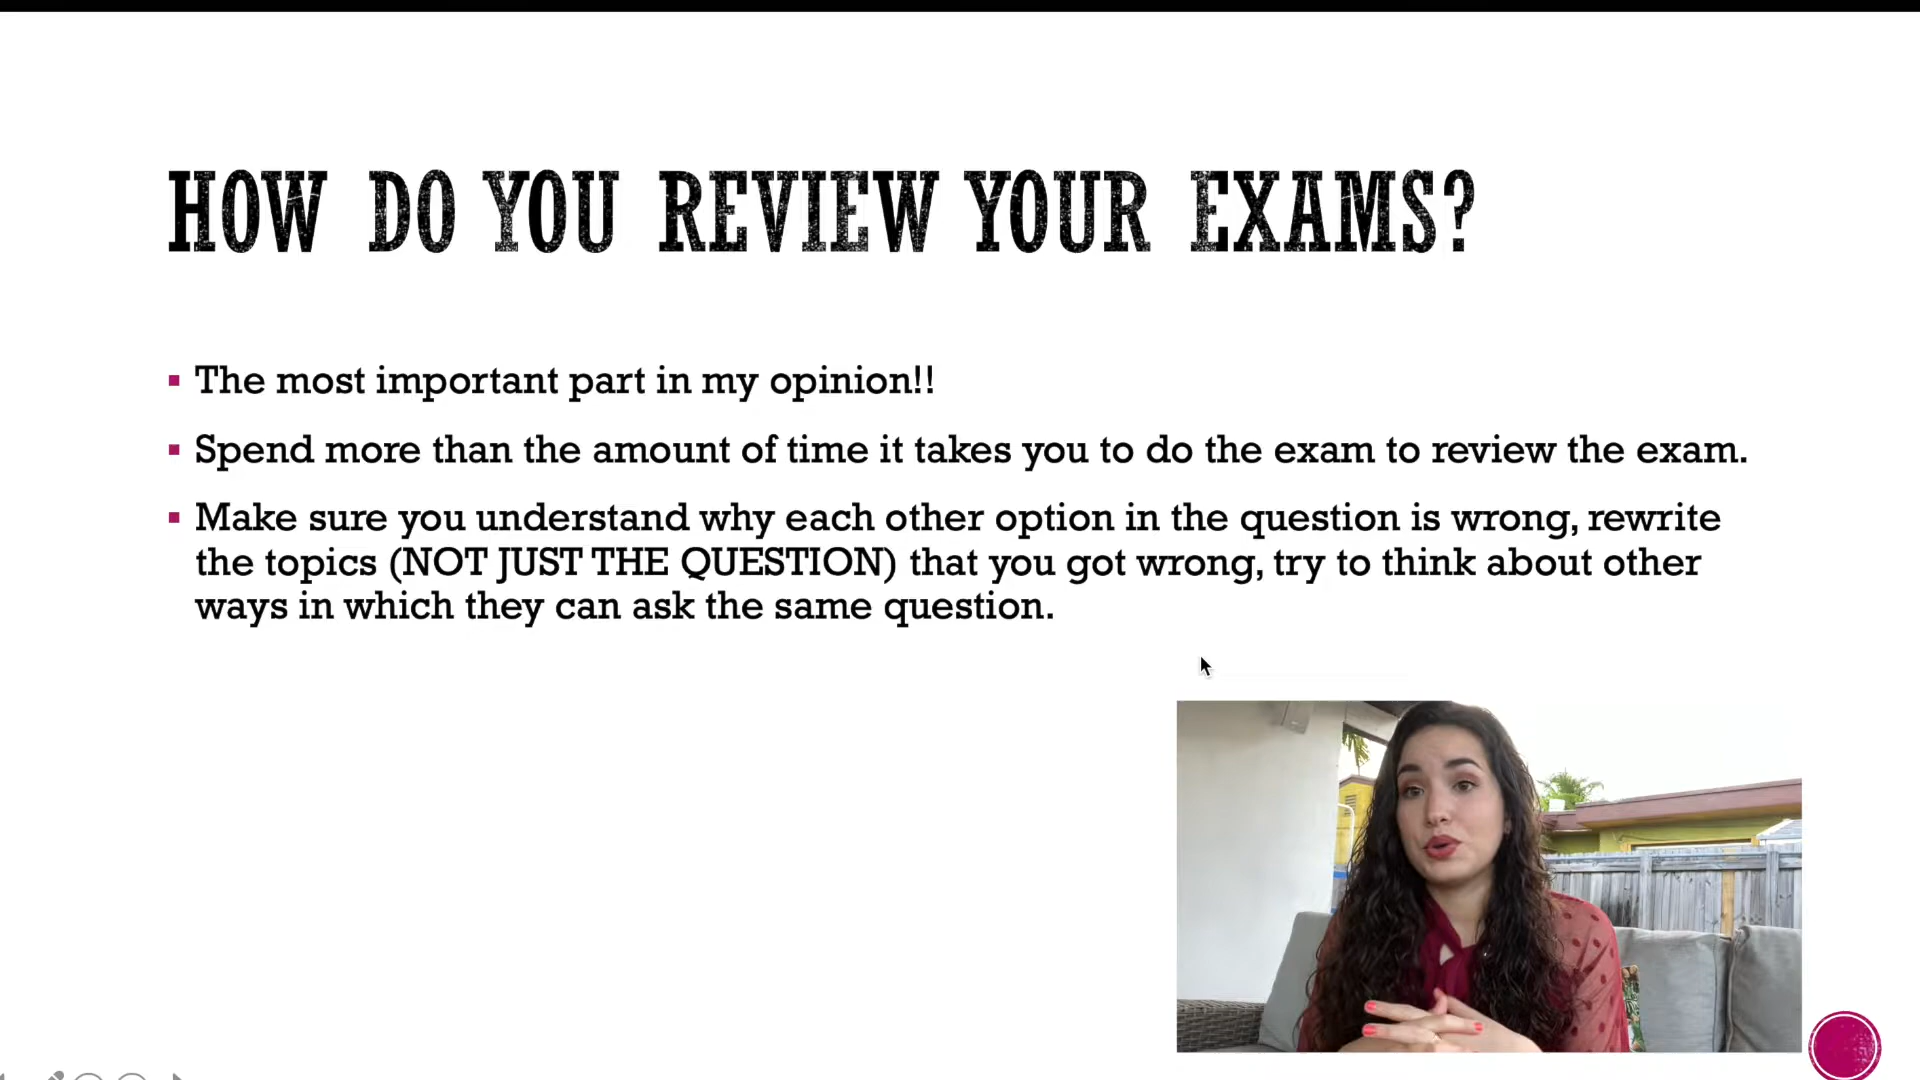 HOW DO YOU REVIEW YOUR EXAMS?
The most important part in my opinion!!
Spend more than the amount of time it takes you to do the exam to review the exam.
Make sure you understand why each other option in the question is wrong, rewrite
the topics (NOT JUST THE QUESTION) that you got wrong, try to think about other
ways in which they can ask the same question.